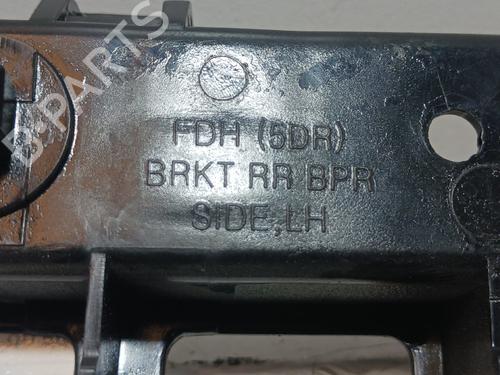 B-PARTS
FDH (5DR)
BRKT RR BPR
SIDE,LH